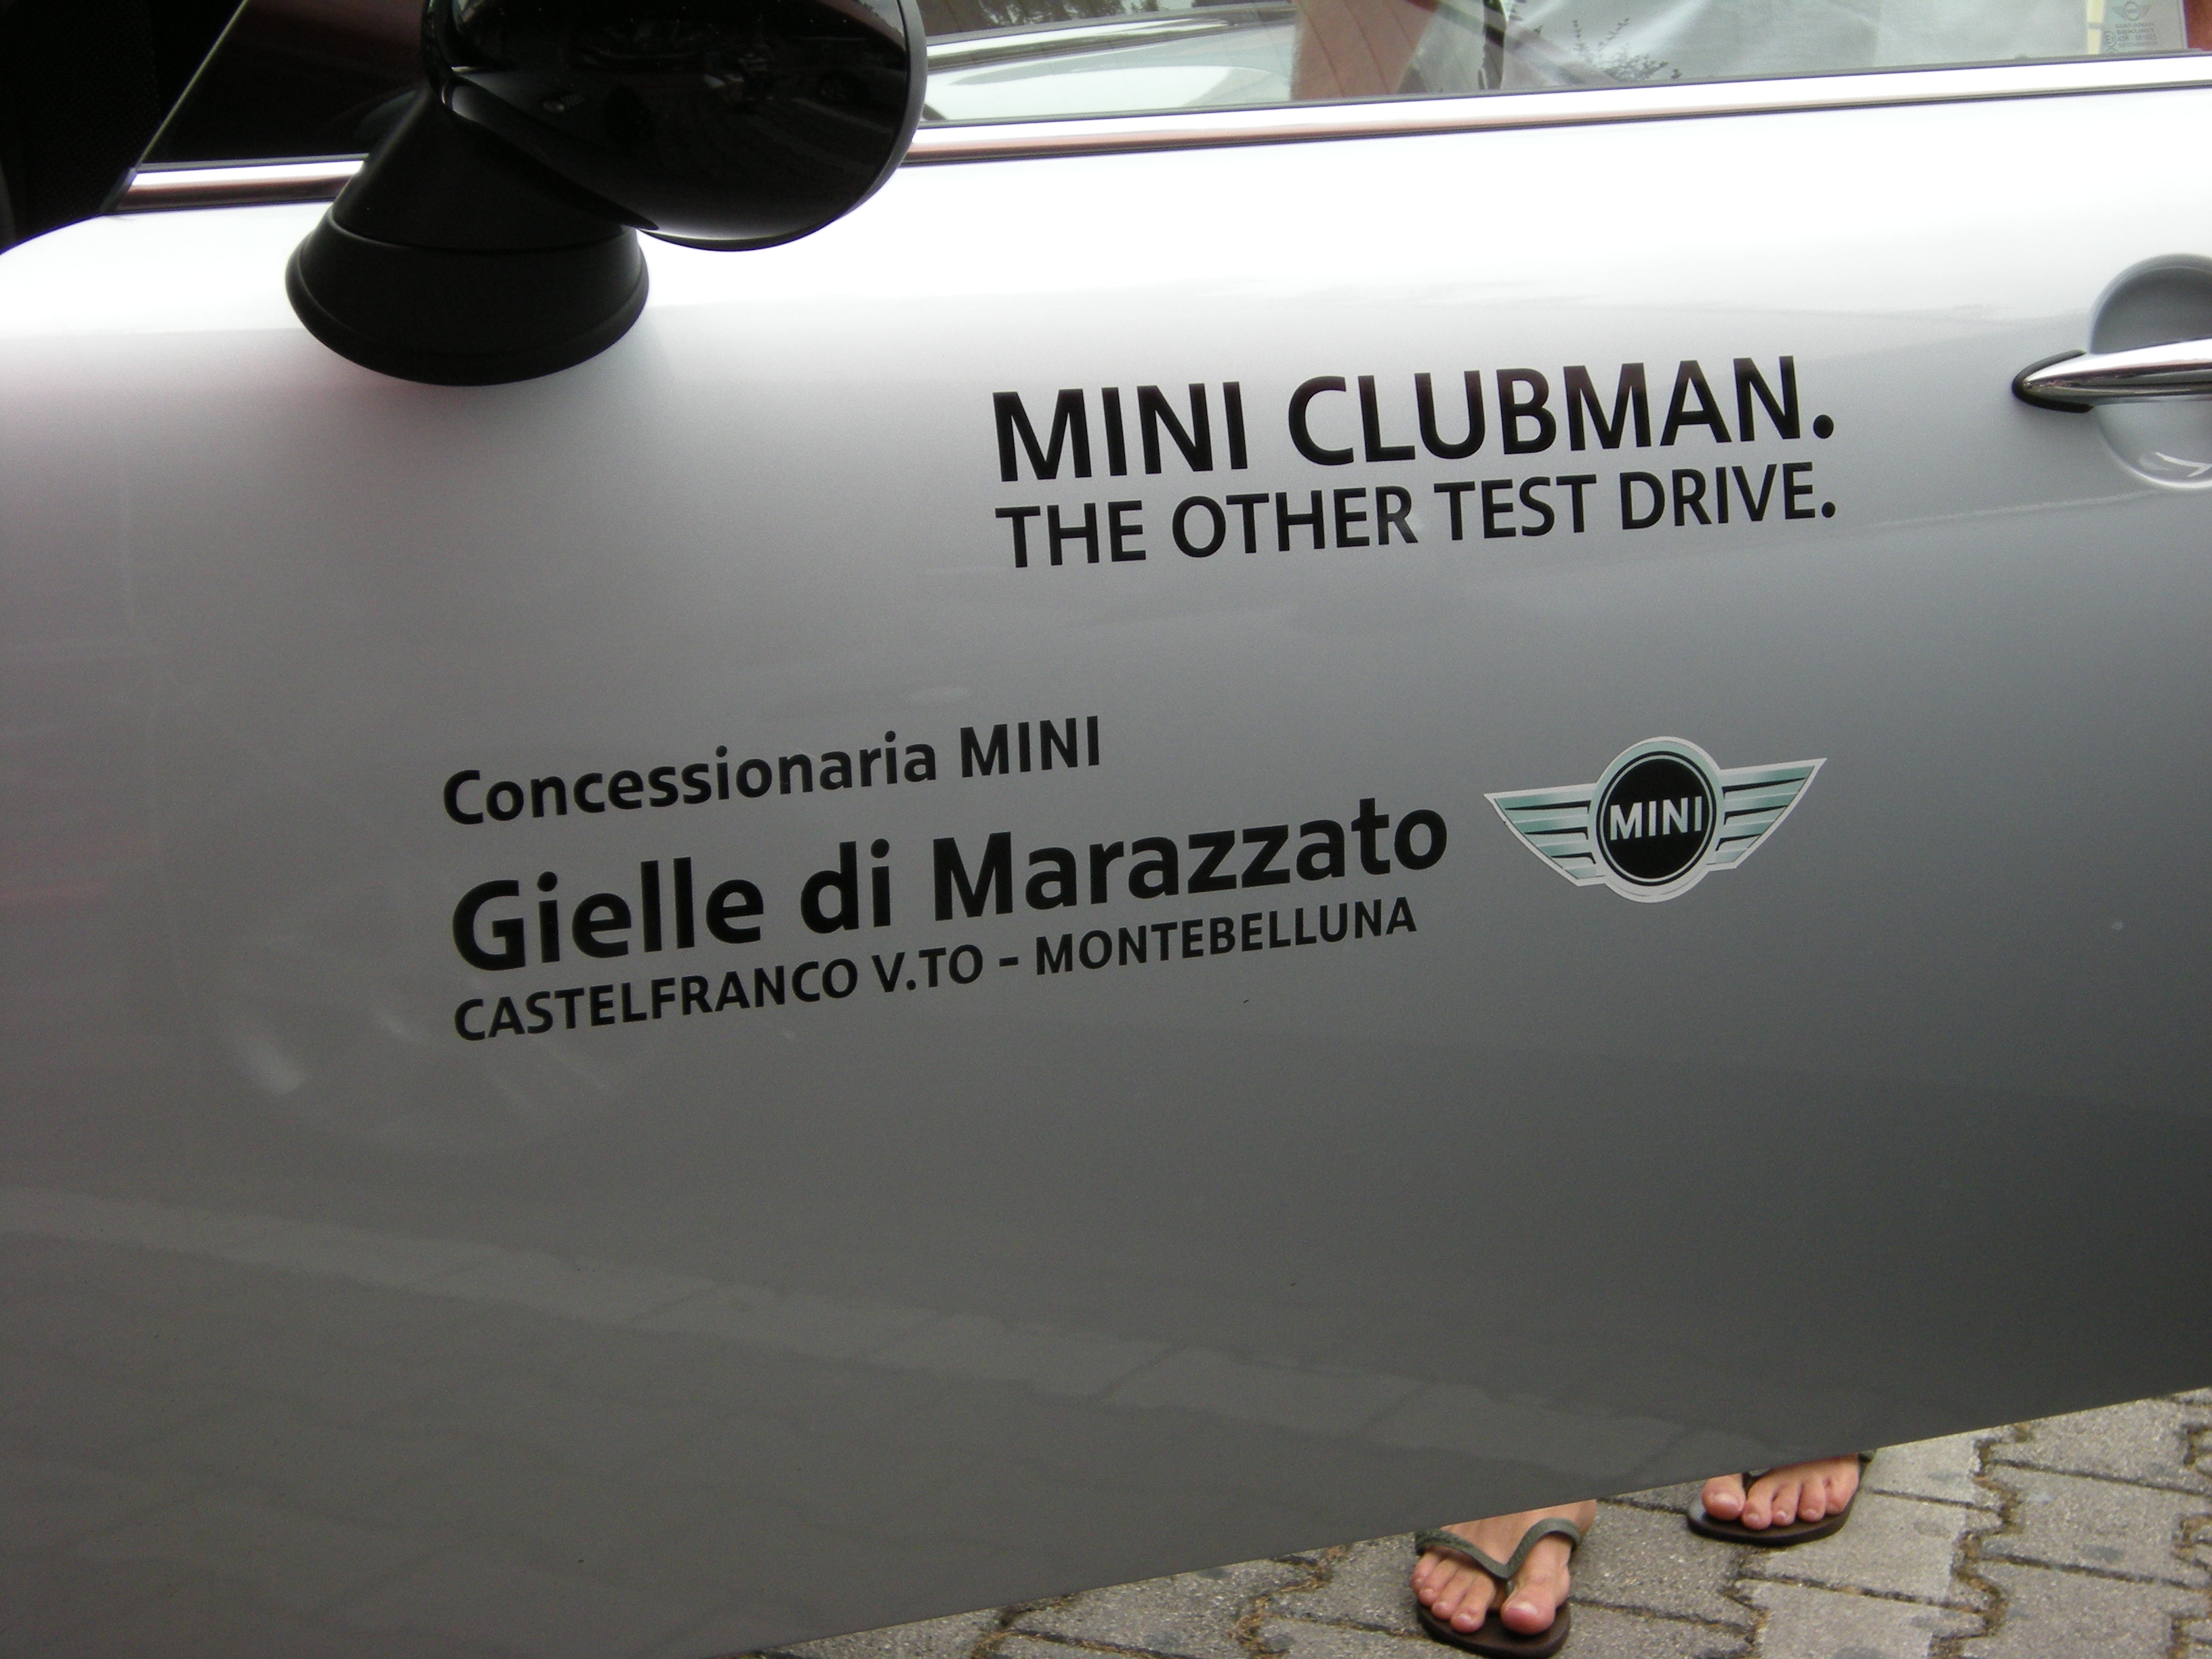 MINI CLUBMAN.
THE OTHER TEST DRIVE.
Concessionaria MINI
Gielle di Marazzato
CASTELFRANCO V.TO - MONTEBELLUNA
MINI